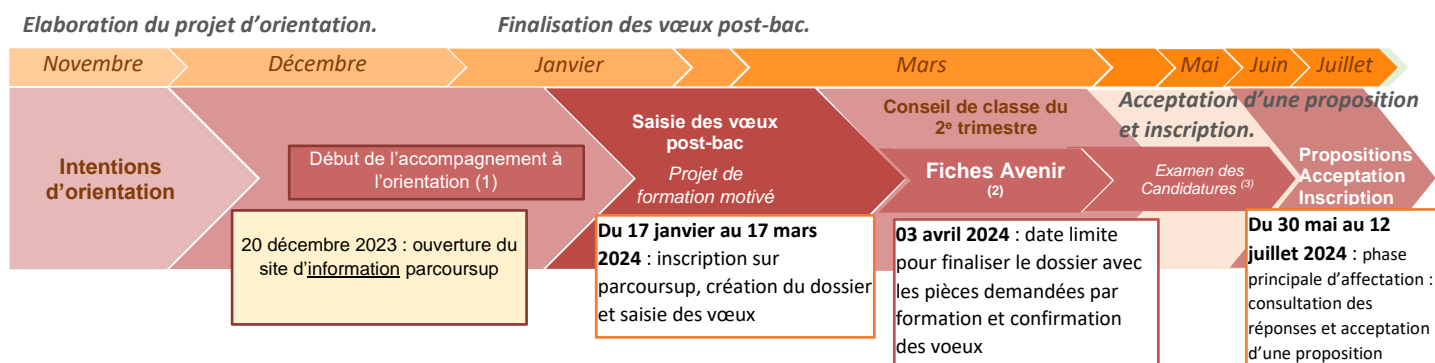 Elaboration du projet d’orientation.
Finalisation des vœux post-bac.
Novembre
Décembre
Janvier
Mars
Mai
Juin
Juillet
Intentions
d’orientation
Début de l’accompagnement à
l’orientation (1)
20 décembre 2023 : ouverture du
site d’information parcoursup
Saisie des vœux
post-bac
Projet de
formation motivé
Du 17 janvier au 17 mars
2024 : inscription sur
parcoursup, création du dossier
et saisie des vœux
Conseil de classe du
2e trimestre
Fiches Avenir
(2)
03 avril 2024 : date limite
pour finaliser le dossier avec
les pièces demandées par
formation et confirmation
des voeux
Acceptation d’une proposition
et inscription.
Examen des
Candidatures (3)
Propositions
Acceptation
Inscription
Du 30 mai au 12
juillet 2024 : phase
principale d’affectation :
consultation des
réponses et acceptation
d’une proposition